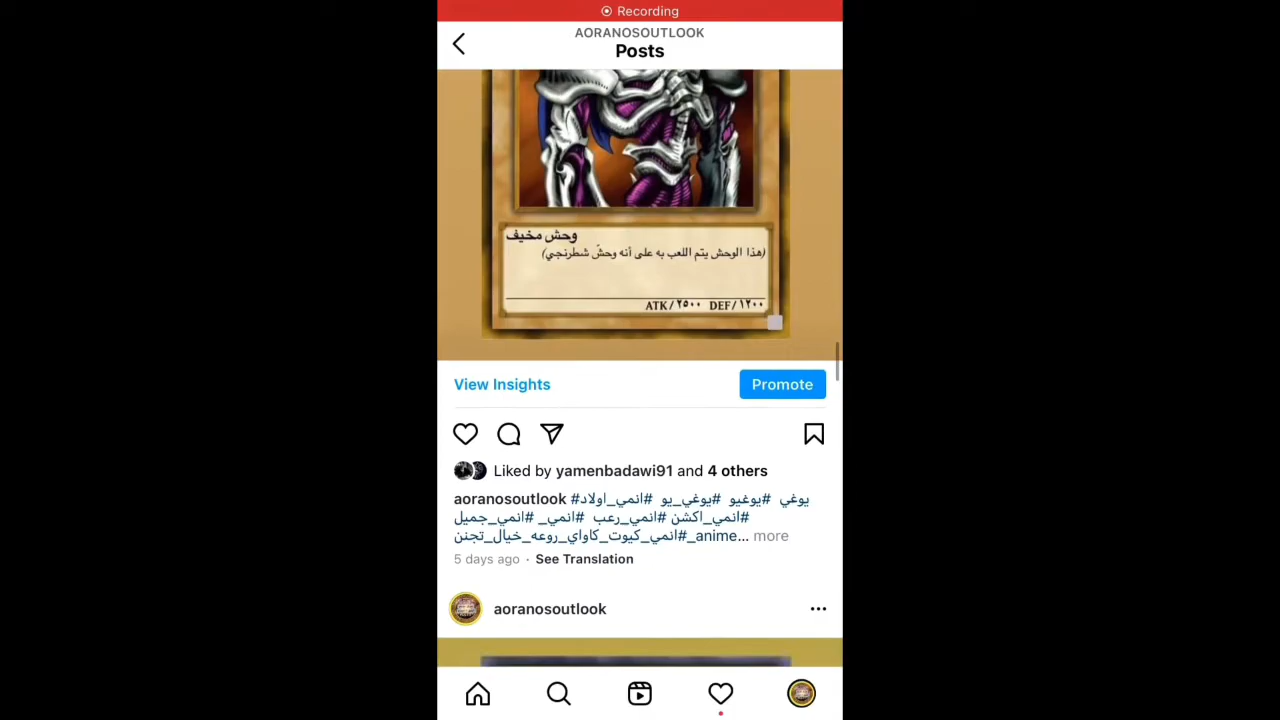 Recording
AORANOSOUTLOOK
Posts
وحش مخيف
(هذا الوحش يتم اللعب به على أنه وحشّ شطرنجي)
ATK/٢٥٠٠ DEF/١٢٠٠
View Insights
Promote
Liked by yamenbadawi91 and 4 others
aoranosoutlook #يوغي #يوغيو #يوغي_يو #انمي_اولاد
#انمي_اكشن #انمي_رعب #انمي_ #انمي_جميل
#انمي_كيوت_كاواي_روعه_خيال_تجنن_anime... more
5 days ago · See Translation
aoranosoutlook